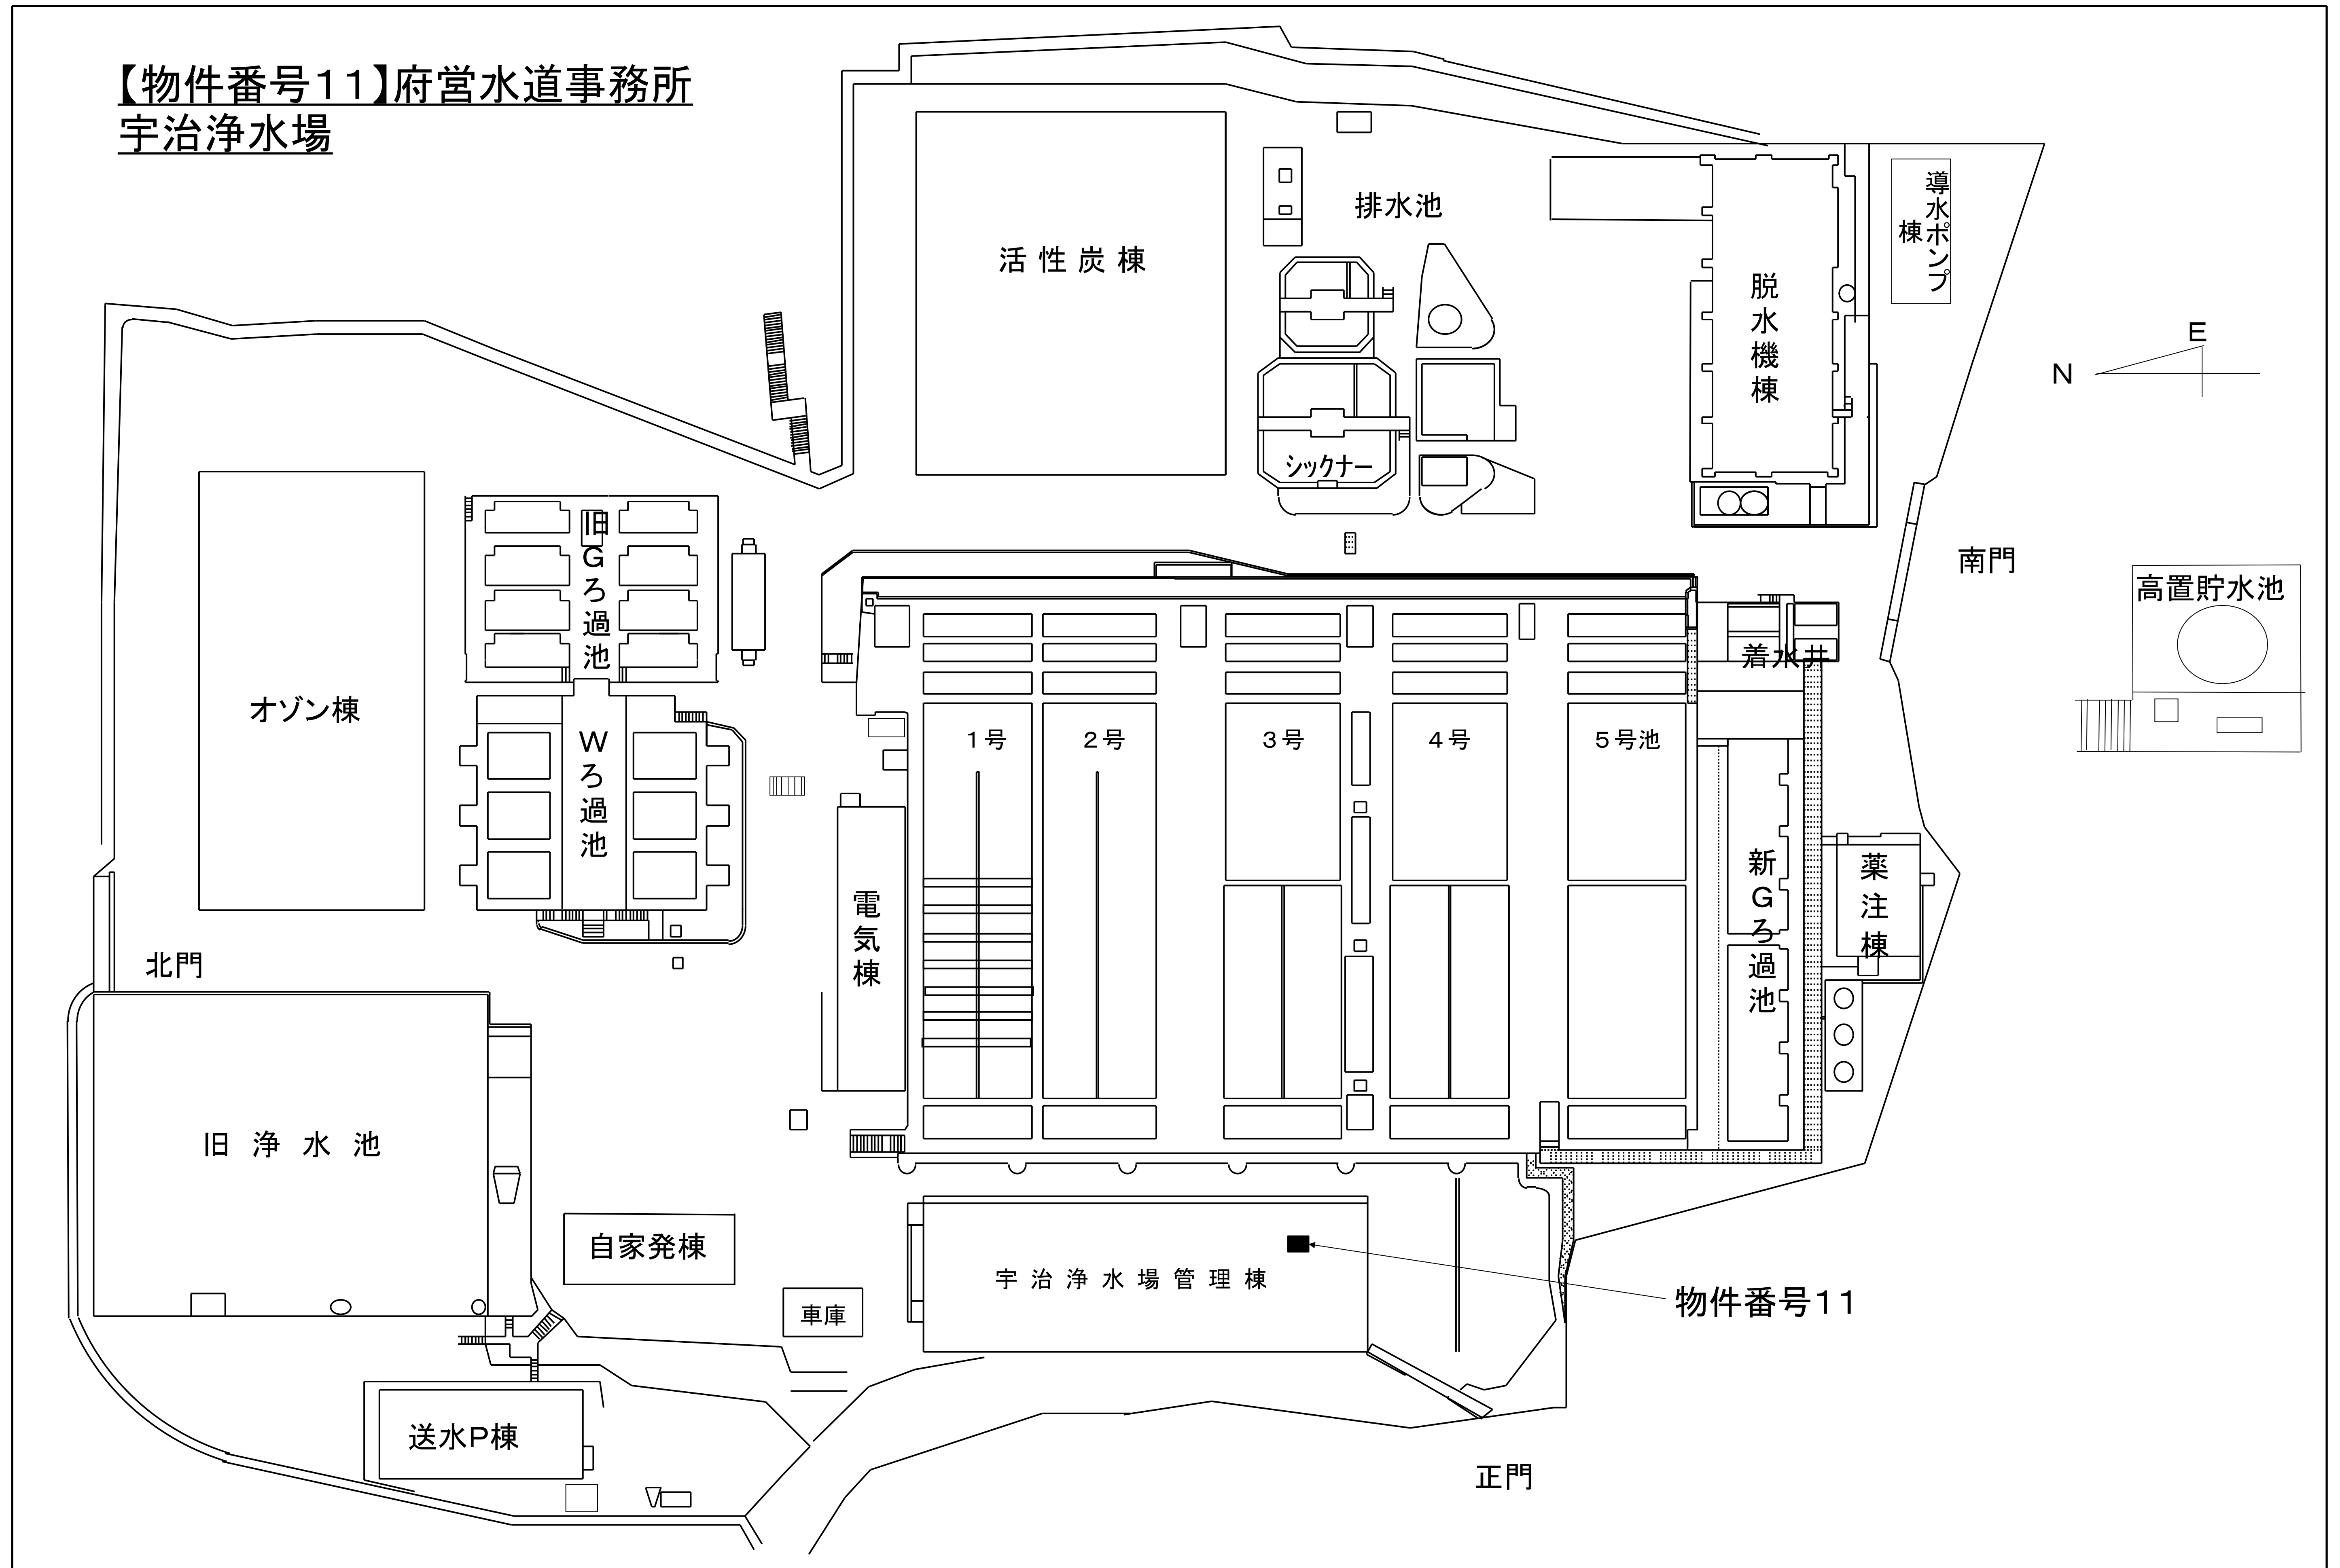 【物件番号11】府営水道事務所
宇治浄水場
導水ポンプ
棟
排水池
活性炭棟
脱水機棟
E
N
シックナー
旧Gろ過池
南門
高置貯水池
着水井
オゾン棟
Wろ過池
1号
2号
3号
4号
5号池
電気棟
新Gろ過池
薬注棟
北門
旧浄水池
自家発棟
宇治浄水場管理棟
物件番号11
車庫
送水P棟
正門